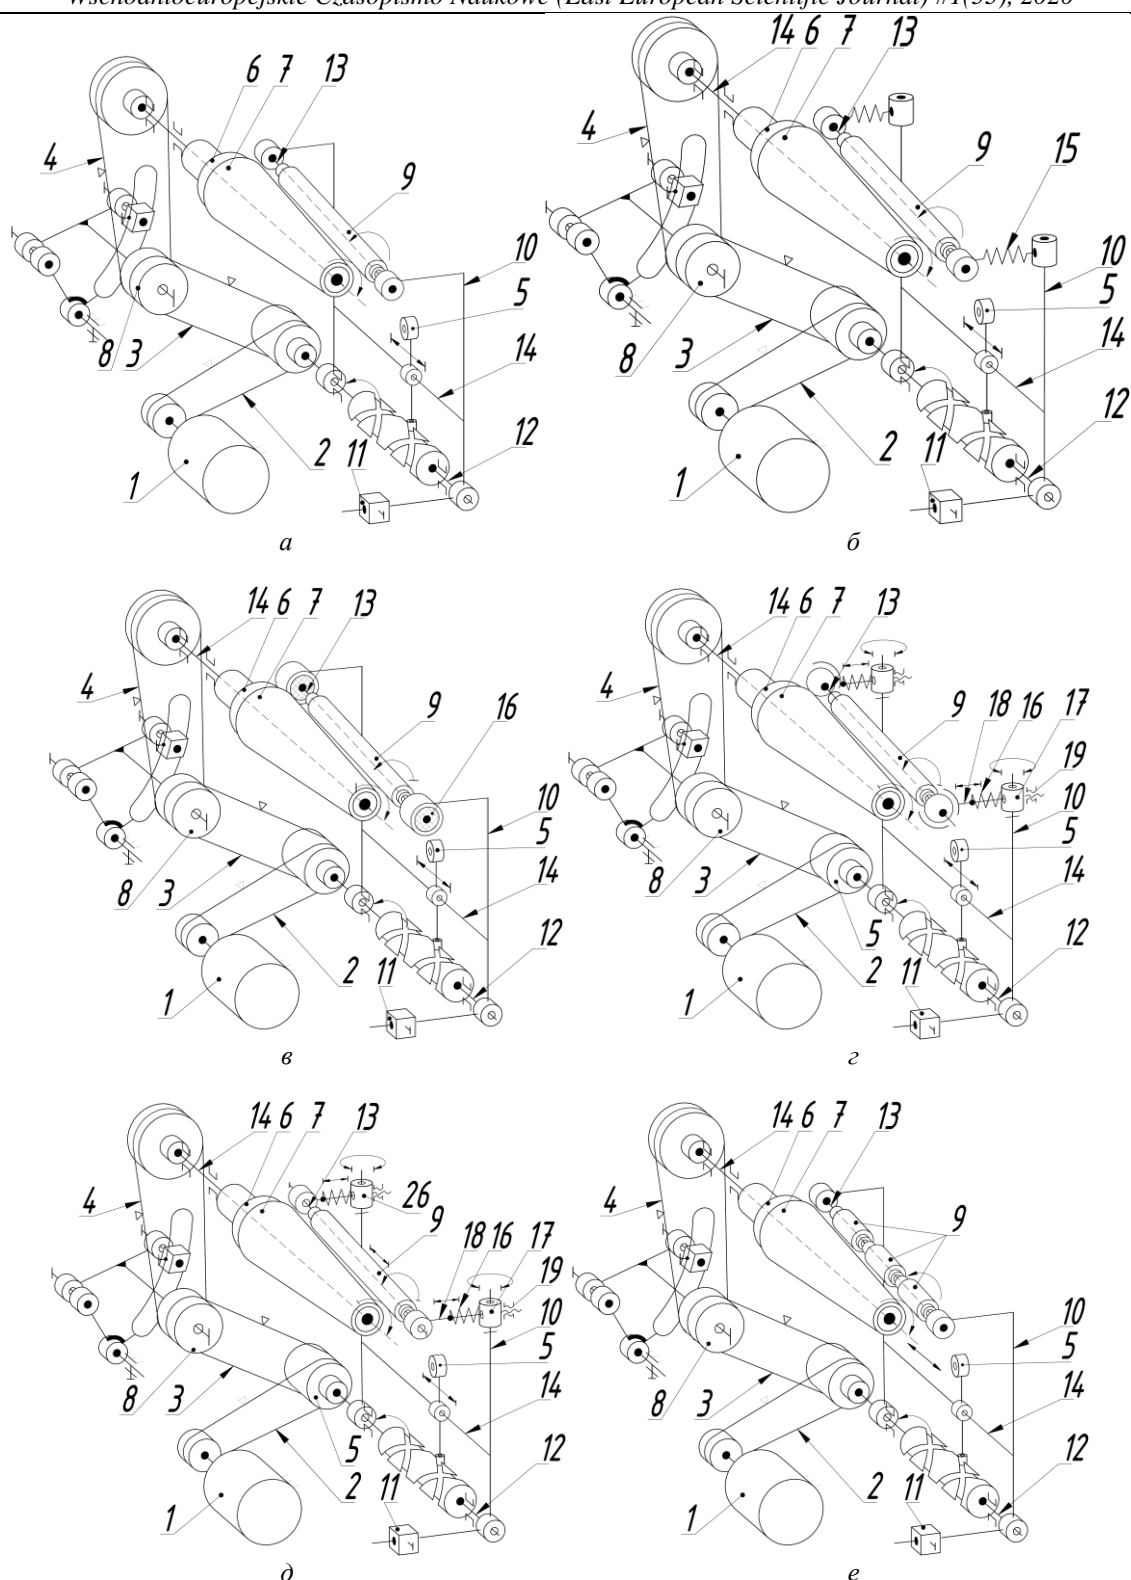 Wschodnioeuropejskie Czasopismo Naukowe (East European Scientific Journal) #1(53), 2020
6 7 13
14 6 7 13
4
9
4
9 15
10
5
10
5
8 3
14
8 3
14
2 11 12
2 11 12
1
1
а
б
14 6 7 13
14 6 7 13
4
9 16
4
9 18 16 17
19
10
5
10
5
8 3
14
8 3
14
5
2 11 12
2 11 12
1
1
в
г
14 6 7 13
14 6 7 13
26
4
9
4
9
18 16 17
19
10
5
10
5
8 3
14
8 3
14
5
2 11 12
2 11 12
1
1
д
е